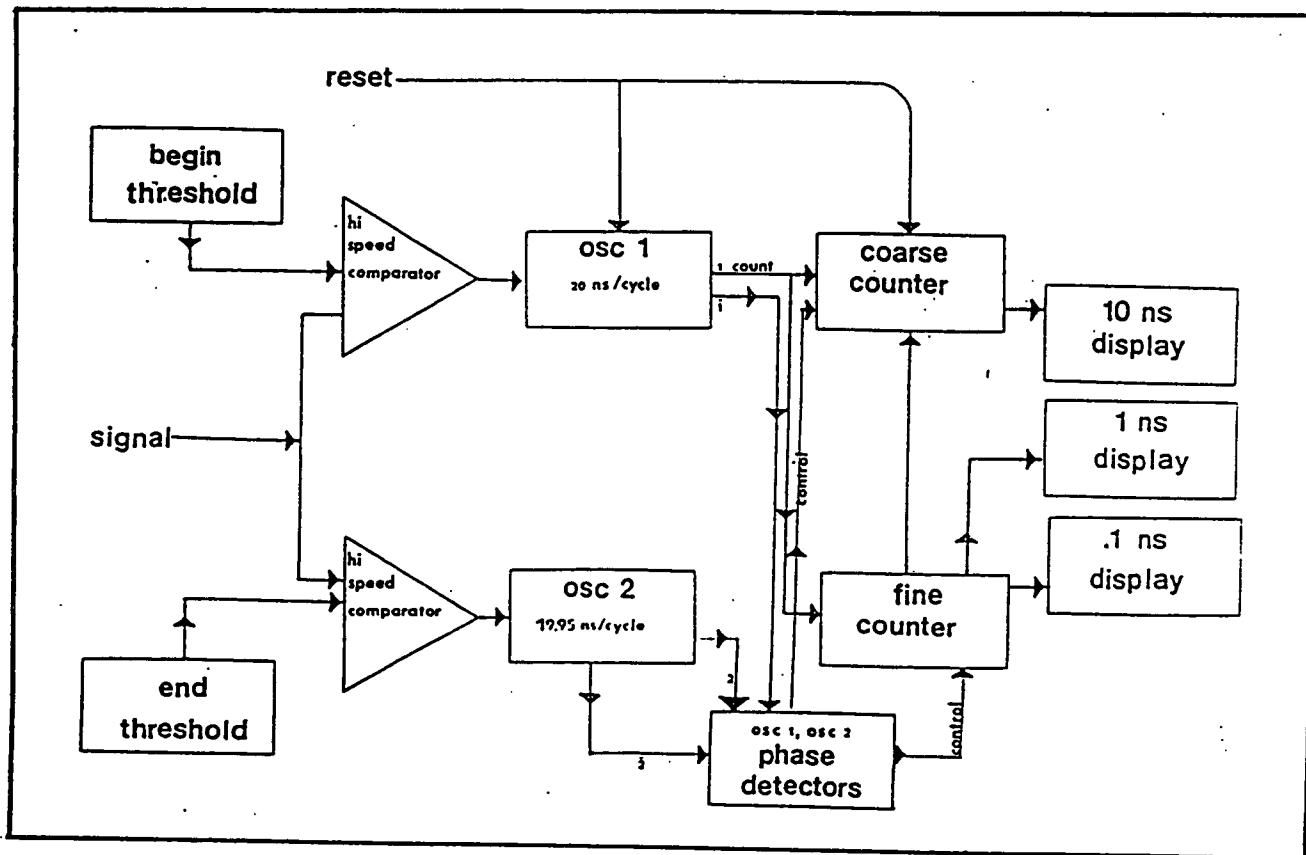 reset
begin
threshold
hi
speed
comparator
osc 1
20 ns/cycle
1 count
1̄
coarse
counter
10 ns
display
signal
1 ns
display
control
hi
speed
comparator
osc 2
19.95 ns/cycle
2
2̄
fine
counter
.1 ns
display
end
threshold
osc 1, osc 2
phase
detectors
control